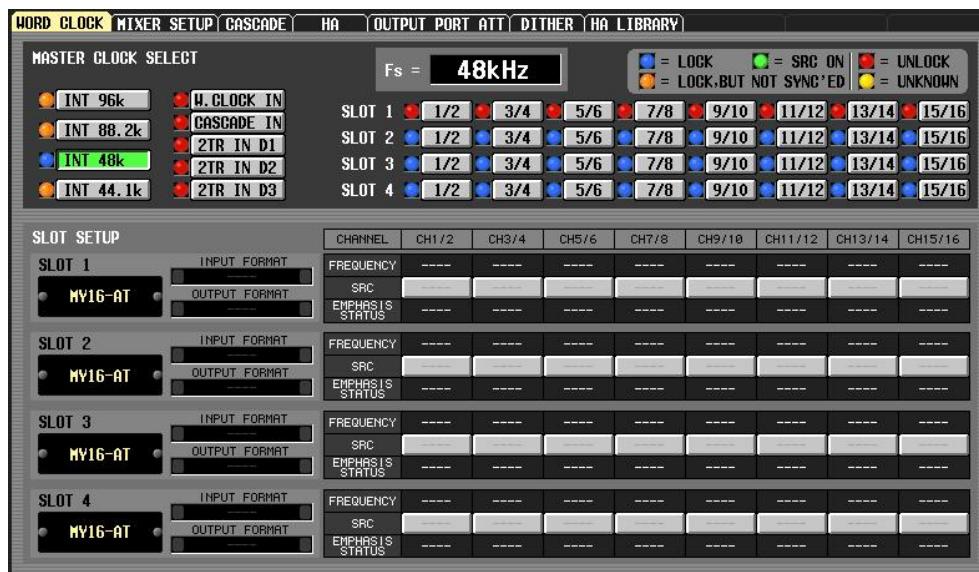 WORD CLOCK MIXER SETUP CASCADE HA OUTPUT PORT ATT DITHER HA LIBRARY
MASTER CLOCK SELECT
Fs = 48kHz
= LOCK = SRC ON = UNLOCK
= LOCK,BUT NOT SYNC'ED = UNKNOWN
INT 96k W.CLOCK IN
INT 88.2k CASCADE IN
INT 48k 2TR IN D1
2TR IN D2
INT 44.1k 2TR IN D3
SLOT 1 1/2 3/4 5/6 7/8 9/10 11/12 13/14 15/16
SLOT 2 1/2 3/4 5/6 7/8 9/10 11/12 13/14 15/16
SLOT 3 1/2 3/4 5/6 7/8 9/10 11/12 13/14 15/16
SLOT 4 1/2 3/4 5/6 7/8 9/10 11/12 13/14 15/16
SLOT SETUP
CHANNEL CH1/2 CH3/4 CH5/6 CH7/8 CH9/10 CH11/12 CH13/14 CH15/16
SLOT 1 INPUT FORMAT
MY16-AT
OUTPUT FORMAT
FREQUENCY ---- ---- ---- ---- ---- ---- ---- ----
SRC ---- ---- ---- ---- ---- ---- ---- ----
EMPHASIS
STATUS ---- ---- ---- ---- ---- ---- ---- ----
SLOT 2 INPUT FORMAT
MY16-AT
OUTPUT FORMAT
FREQUENCY ---- ---- ---- ---- ---- ---- ---- ----
SRC ---- ---- ---- ---- ---- ---- ---- ----
EMPHASIS
STATUS ---- ---- ---- ---- ---- ---- ---- ----
SLOT 3 INPUT FORMAT
MY16-AT
OUTPUT FORMAT
FREQUENCY ---- ---- ---- ---- ---- ---- ---- ----
SRC ---- ---- ---- ---- ---- ---- ---- ----
EMPHASIS
STATUS ---- ---- ---- ---- ---- ---- ---- ----
SLOT 4 INPUT FORMAT
MY16-AT
OUTPUT FORMAT
FREQUENCY ---- ---- ---- ---- ---- ---- ---- ----
SRC ---- ---- ---- ---- ---- ---- ---- ----
EMPHASIS
STATUS ---- ---- ---- ---- ---- ---- ---- ----